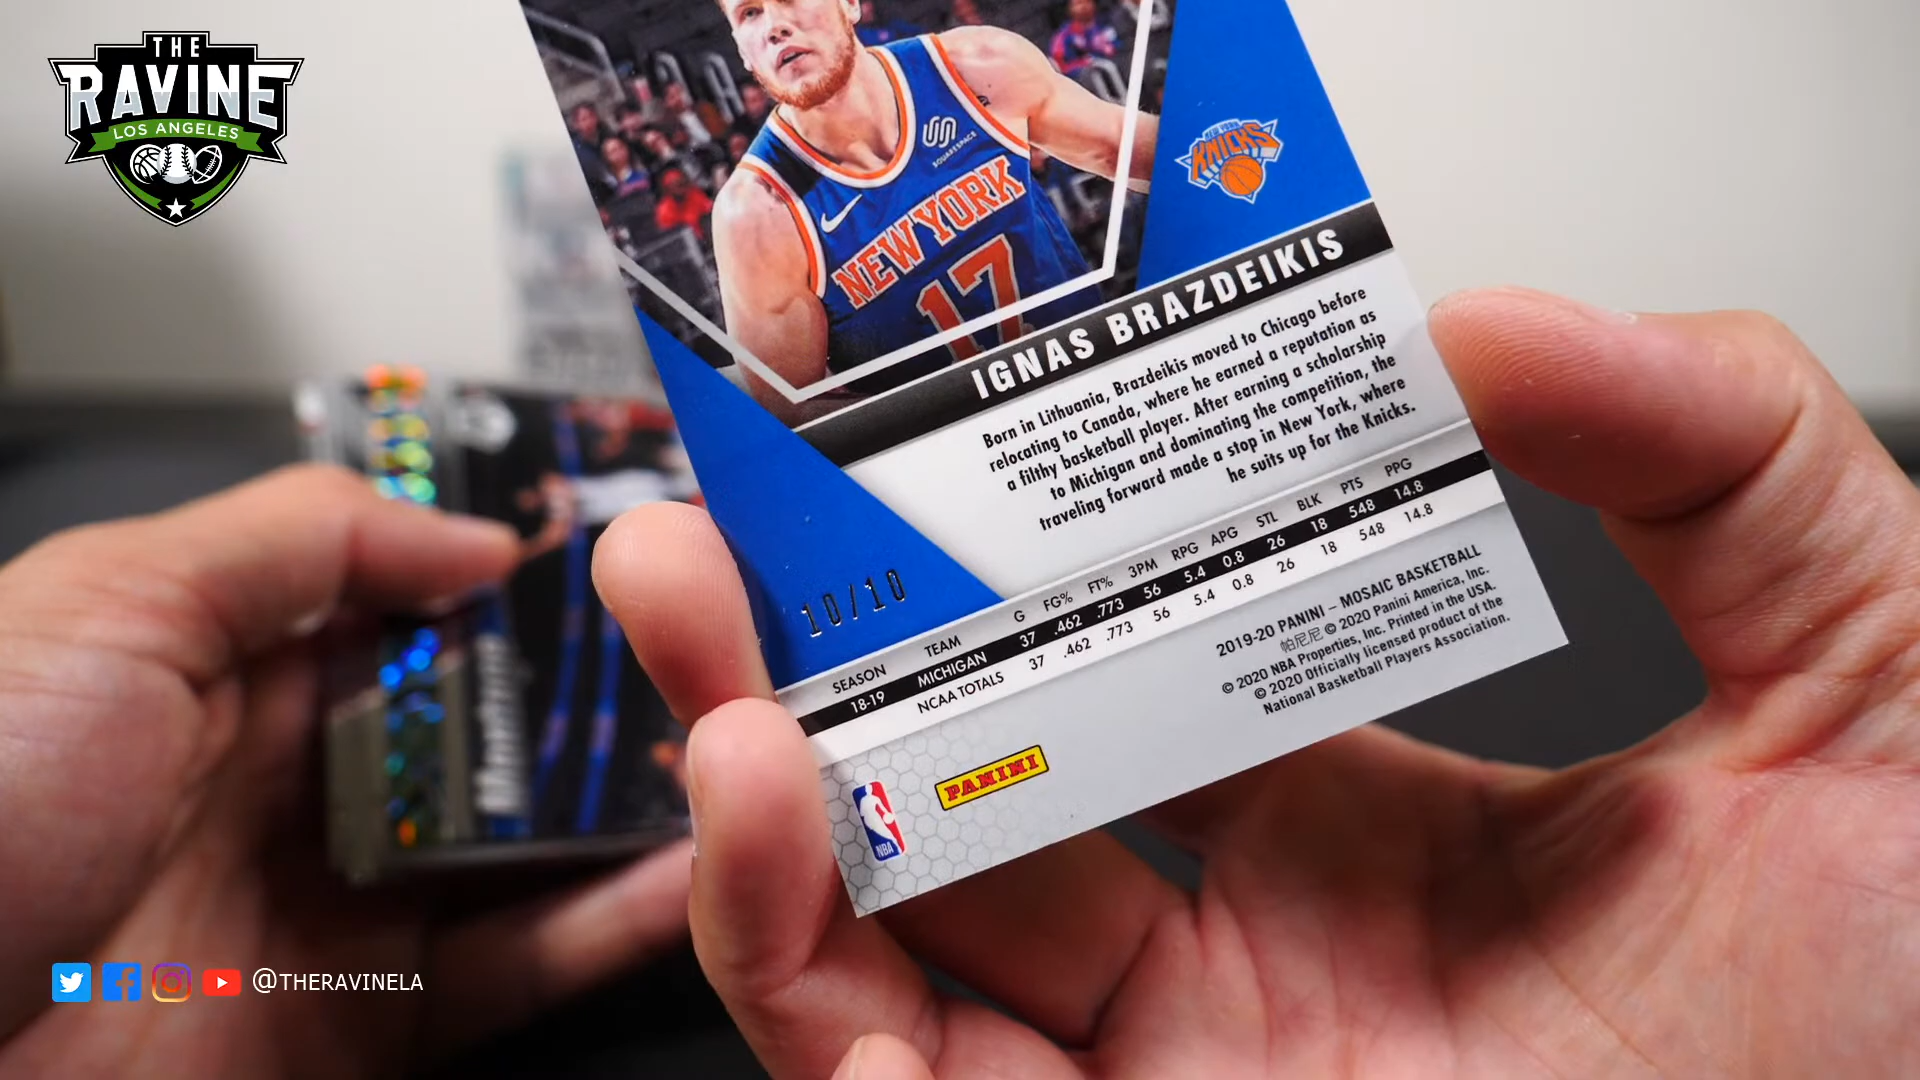 THE
RAVINE
LOS ANGELES
SQUARESPACE
NEW YORK
17
NEW YORK
KNICKS
IGNAS BRAZDEIKIS
Born in Lithuania, Brazdeikis moved to Chicago before
relocating to Canada, where he earned a reputation as
a filthy basketball player. After earning a scholarship
to Michigan and dominating the competition, the
traveling forward made a stop in New York, where
he suits up for the Knicks.
10/10
SEASON TEAM G FG% FT% 3PM RPG APG STL BLK PTS PPG
18-19 MICHIGAN 37 .462 .773 56 5.4 0.8 26 18 548 14.8
NCAA TOTALS 37 .462 .773 56 5.4 0.8 26 18 548 14.8
2019-20 PANINI – MOSAIC BASKETBALL
帕尼尼 © 2020 Panini America, Inc.
© 2020 NBA Properties, Inc. Printed in the USA.
© 2020 Officially licensed product of the
National Basketball Players Association.
NBA
PANINI
@THERAVINELA